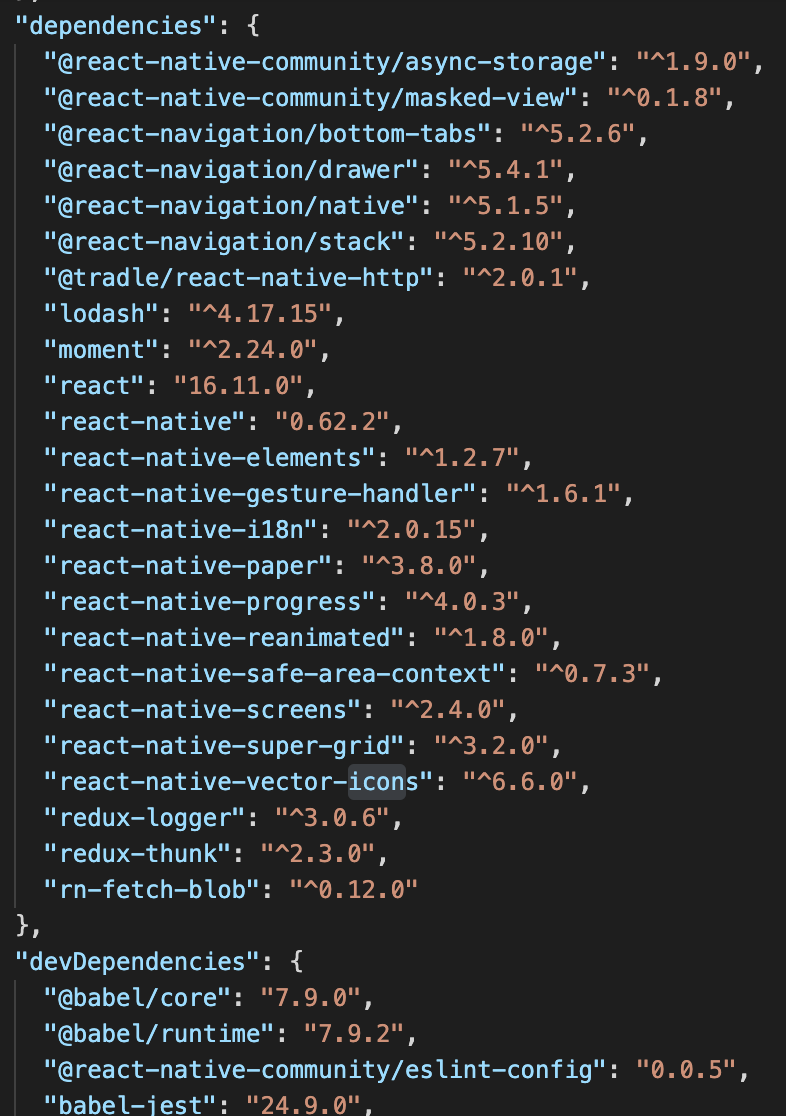 "dependencies": {
"@react-native-community/async-storage": "^1.9.0",
"@react-native-community/masked-view": "^0.1.8",
"@react-navigation/bottom-tabs": "^5.2.6",
"@react-navigation/drawer": "^5.4.1",
"@react-navigation/native": "^5.1.5",
"@react-navigation/stack": "^5.2.10",
"@tradle/react-native-http": "^2.0.1",
"lodash": "^4.17.15",
"moment": "^2.24.0",
"react": "16.11.0",
"react-native": "0.62.2",
"react-native-elements": "^1.2.7",
"react-native-gesture-handler": "^1.6.1",
"react-native-i18n": "^2.0.15",
"react-native-paper": "^3.8.0",
"react-native-progress": "^4.0.3",
"react-native-reanimated": "^1.8.0",
"react-native-safe-area-context": "^0.7.3",
"react-native-screens": "^2.4.0",
"react-native-super-grid": "^3.2.0",
"react-native-vector-icons": "^6.6.0",
"redux-logger": "^3.0.6",
"redux-thunk": "^2.3.0",
"rn-fetch-blob": "^0.12.0"
},
"devDependencies": {
"@babel/core": "7.9.0",
"@babel/runtime": "7.9.2",
"@react-native-community/eslint-config": "0.0.5",
"babel-jest": "24.9.0",